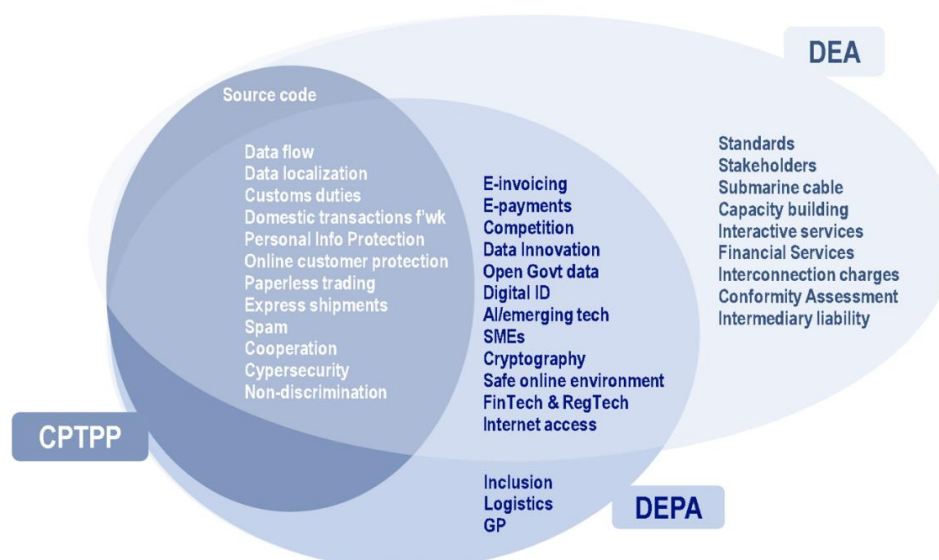 DEA
Source code
Data flow
Data localization
Customs duties
Domestic transactions f'wk
Personal Info Protection
Online customer protection
Paperless trading
Express shipments
Spam
Cooperation
Cypersecurity
Non-discrimination
E-invoicing
E-payments
Competition
Data Innovation
Open Govt data
Digital ID
AI/emerging tech
SMEs
Cryptography
Safe online environment
FinTech & RegTech
Internet access
Standards
Stakeholders
Submarine cable
Capacity building
Interactive services
Financial Services
Interconnection charges
Conformity Assessment
Intermediary liability
CPTPP
Inclusion
Logistics
GP
DEPA